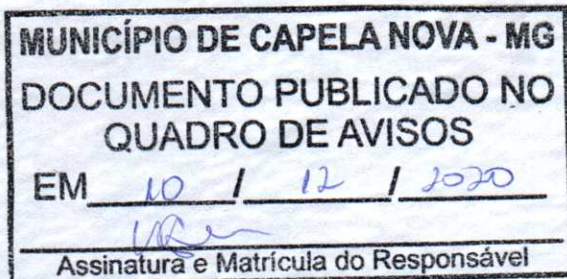 MUNICÍPIO DE CAPELA NOVA - MG
DOCUMENTO PUBLICADO NO
QUADRO DE AVISOS
EM 10 / 12 / 2020
Assinatura e Matrícula do Responsável